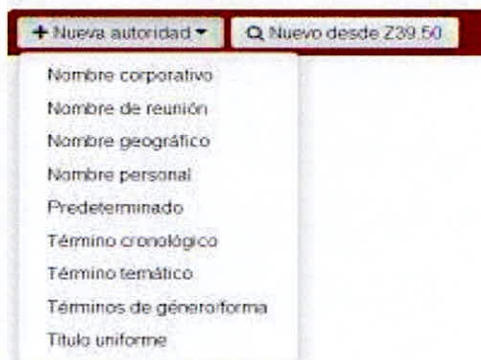 + Nueva autoridad Nuevo desde Z39.50
Nombre corporativo
Nombre de reunión
Nombre geográfico
Nombre personal
Predeterminado
Término cronológico
Término temático
Términos de género/forma
Título uniforme